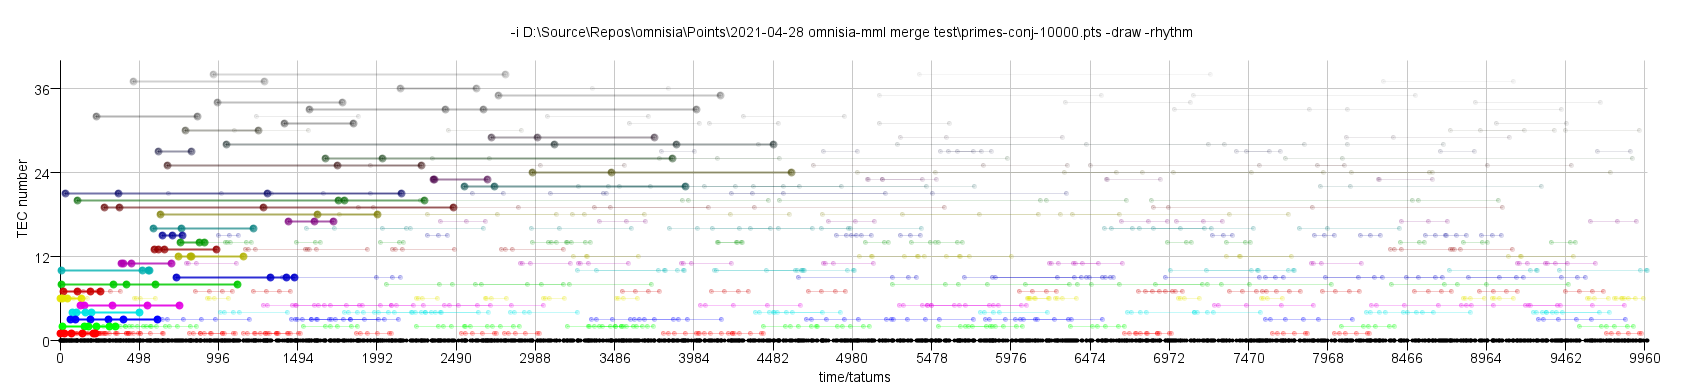 -i D:\Source\Repos\omnisia\Points\2021-04-28 omnisia-mml merge test\primes-conj-10000.pts -draw -rhythm
TEC number
36
24
12
0
0 498 996 1494 1992 2490 2988 3486 3984 4482 4980 5478 5976 6474 6972 7470 7968 8466 8964 9462 9960
time/tatums